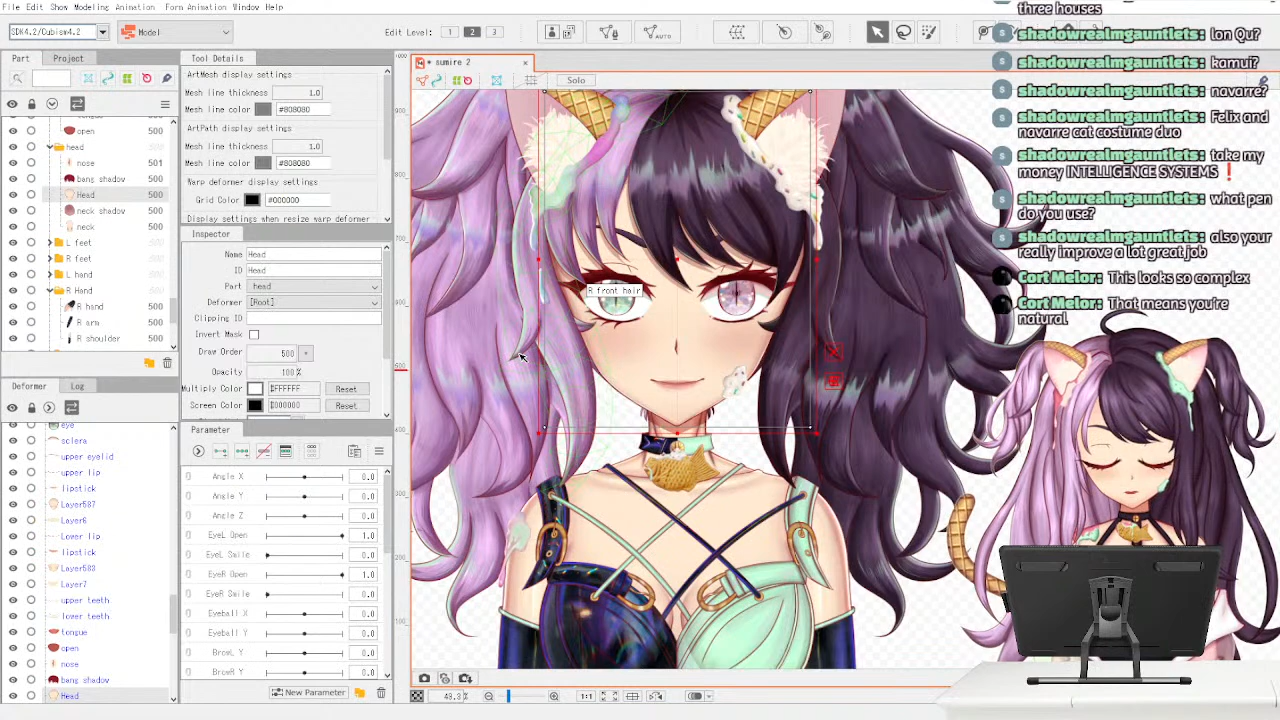 File Edit Show Modeling Animation Form Animation Window Help
SDK4.2/Cubism4.2
Model
Edit Level: 1 2 3
AUTO
Part Project
open 500
head
nose 501
bang shadow 500
Head 500
neck shadow 500
neck 500
L feet
R feet
L hand
R Hand
R hand 500
R arm 500
R shoulder 500
Deformer Log
eye
sclera
upper eyelid
upper lip
lipstick
Layer587
Layer6
Lower lip
lipstick
Layer583
Layer7
upper teeth
lower teeth
tongue
open
nose
bang shadow
Head
Tool Details
ArtMesh display settings
Mesh line thickness 1.0
Mesh line color #808080
ArtPath display settings
Mesh line thickness 1.0
Mesh line color #808080
Warp deformer display settings
Grid Color #000000
Display settings when resize warp deformer
Inspector
Name Head
ID Head
Part head
Deformer [Root]
Clipping ID
Invert Mask
Draw Order 500
Opacity 100%
Multiply Color #FFFFFF Reset
Screen Color #000000 Reset
Parameter
Angle X 0.0
Angle Y 0.0
Angle Z 0.0
EyeL Open 1.0
EyeL Smile 0.0
EyeR Open 1.0
EyeR Smile 0.0
Eyeball X 0.0
Eyeball Y 0.0
BrowL Y 0.0
BrowR Y 0.0
New Parameter
* sumire 2
Solo
R front hair
49.3%
1:1
three houses
shadowrealmgauntlets: lon Qu?
shadowrealmgauntlets: kamui?
shadowrealmgauntlets: navarre?
shadowrealmgauntlets: Felix and
navarre cat costume duo
shadowrealmgauntlets: take my
money INTELLIGENCE SYSTEMS ❗
shadowrealmgauntlets: what pen
do you use?
shadowrealmgauntlets: also your
really improve a lot great job
Cort Melor: This looks so complex
Cort Melor: That means you're
natural